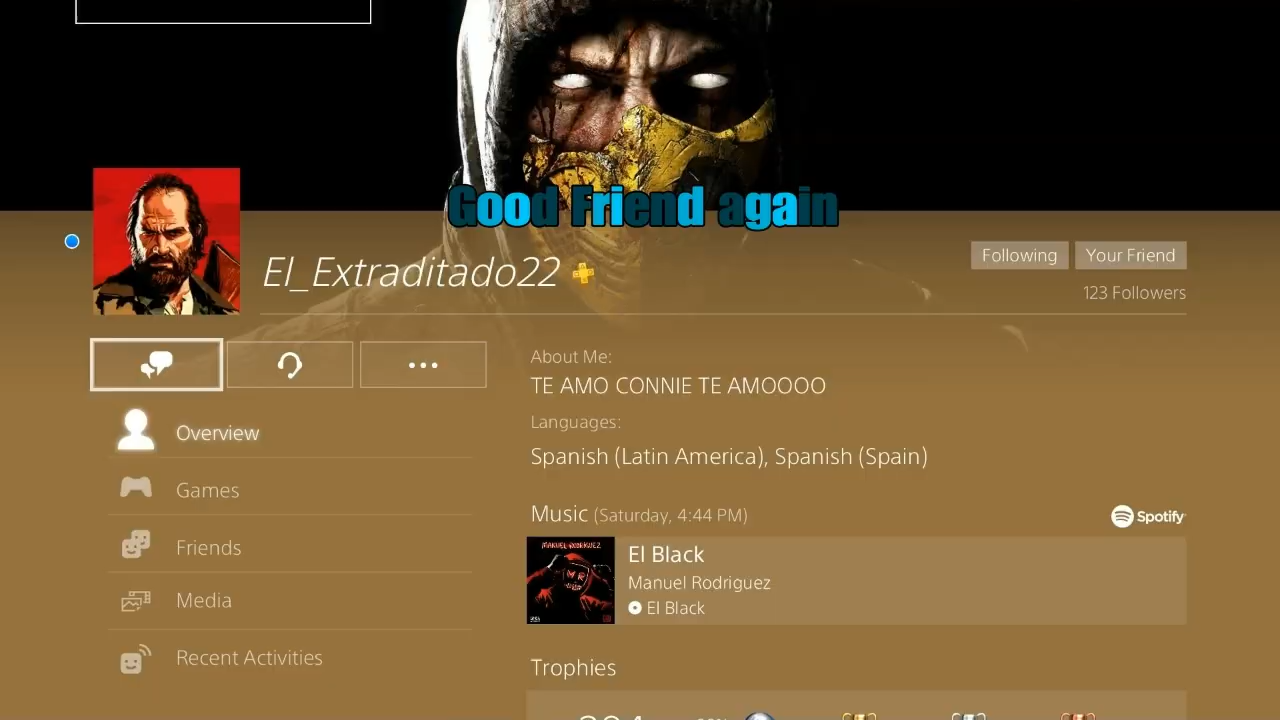 Good Friend again
El_Extraditado22
Following
Your Friend
123 Followers
About Me:
TE AMO CONNIE TE AMOOOO
Languages:
Spanish (Latin America), Spanish (Spain)
Overview
Games
Friends
Media
Recent Activities
Music (Saturday, 4:44 PM)
Spotify
MANUEL RODRIGUEZ
El Black
Manuel Rodriguez
El Black
Trophies